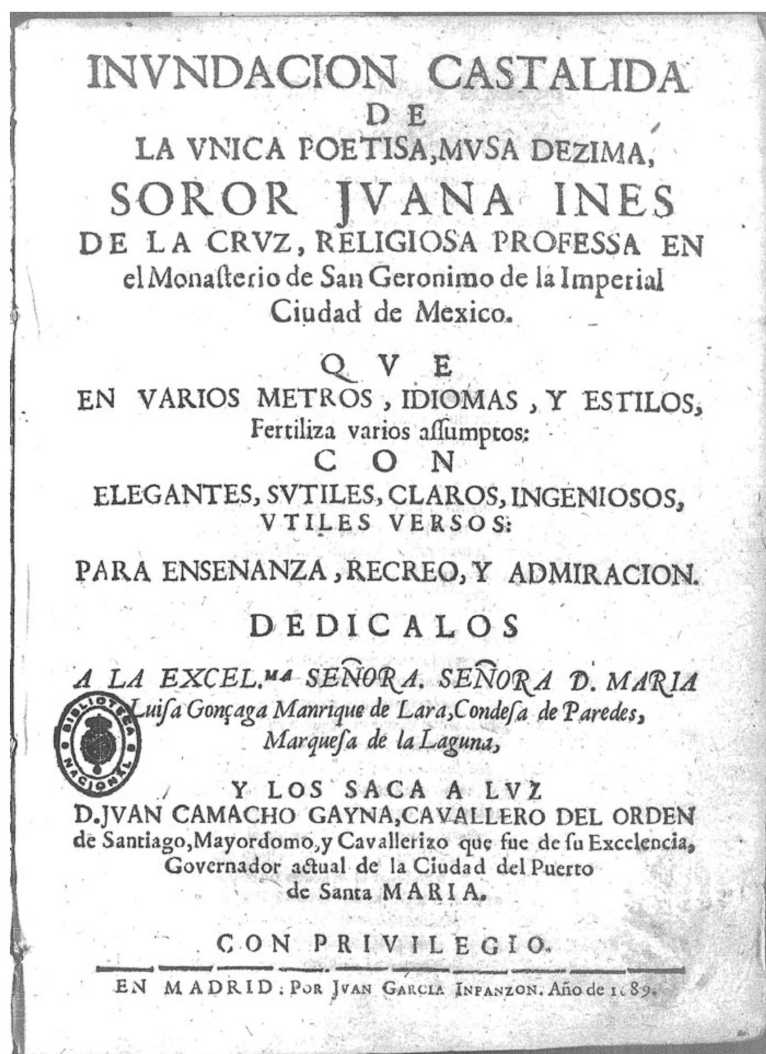 INVNDACION CASTALIDA
DE
LA VNICA POETISA, MVSA DEZIMA,
SOROR JVANA INES
DE LA CRVZ, RELIGIOSA PROFESSA EN
el Monaſterio de San Geronimo de la Imperial
Ciudad de Mexico.
QVE
EN VARIOS METROS, IDIOMAS, Y ESTILOS,
Fertiliza varios aſſumptos:
CON
ELEGANTES, SVTILES, CLAROS, INGENIOSOS,
VTILES VERSOS:
PARA ENSENANZA, RECREO, Y ADMIRACION.
DEDICALOS
A LA EXCEL.MA SEÑORA. SEÑORA D. MARIA
Luiſa Gonçaga Manrique de Lara, Condeſa de Paredes,
Marqueſa de la Laguna,
BIBLIOTECA NACIONAL
Y LOS SACA A LVZ
D. JVAN CAMACHO GAYNA, CAVALLERO DEL ORDEN
de Santiago, Mayordomo, y Cavallerizo que fue de ſu Excelencia,
Governador actual de la Ciudad del Puerto
de Santa MARIA.
CON PRIVILEGIO.
EN MADRID: POR JVAN GARCIA INFANZON. Año de 1689.